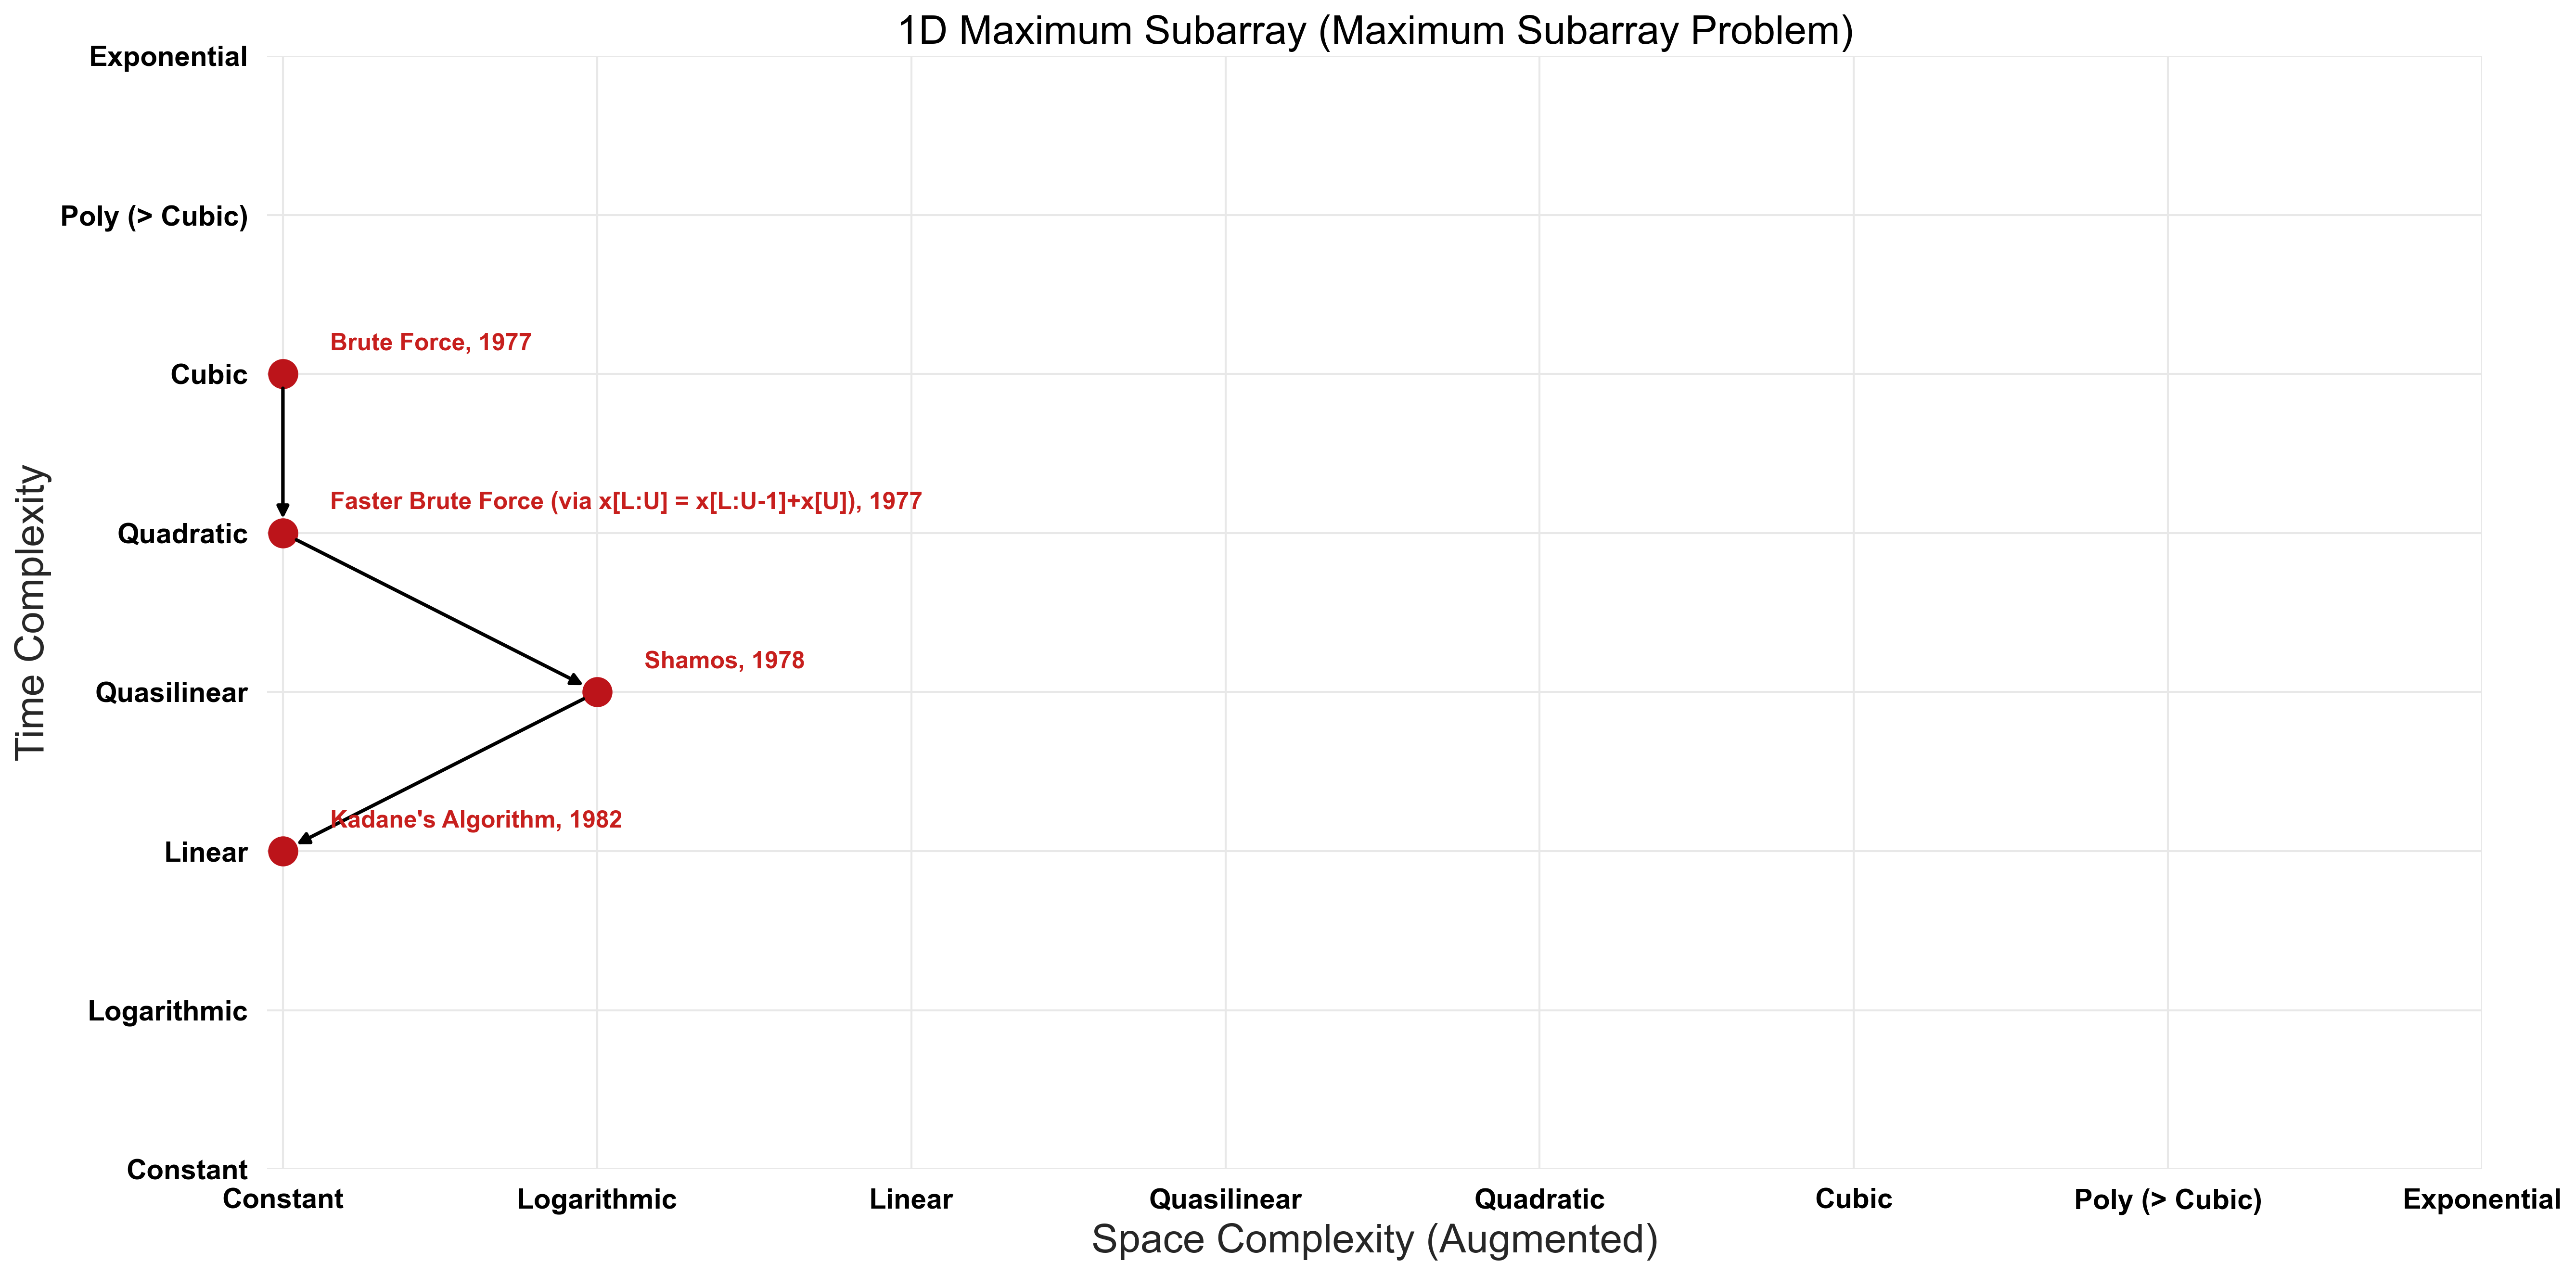 1D Maximum Subarray (Maximum Subarray Problem)
Time Complexity
Exponential
Poly (> Cubic)
Cubic
Quadratic
Quasilinear
Linear
Logarithmic
Constant
Brute Force, 1977
Faster Brute Force (via x[L:U] = x[L:U-1]+x[U]), 1977
Shamos, 1978
Kadane's Algorithm, 1982
Constant
Logarithmic
Linear
Quasilinear
Quadratic
Cubic
Poly (> Cubic)
Exponential
Space Complexity (Augmented)